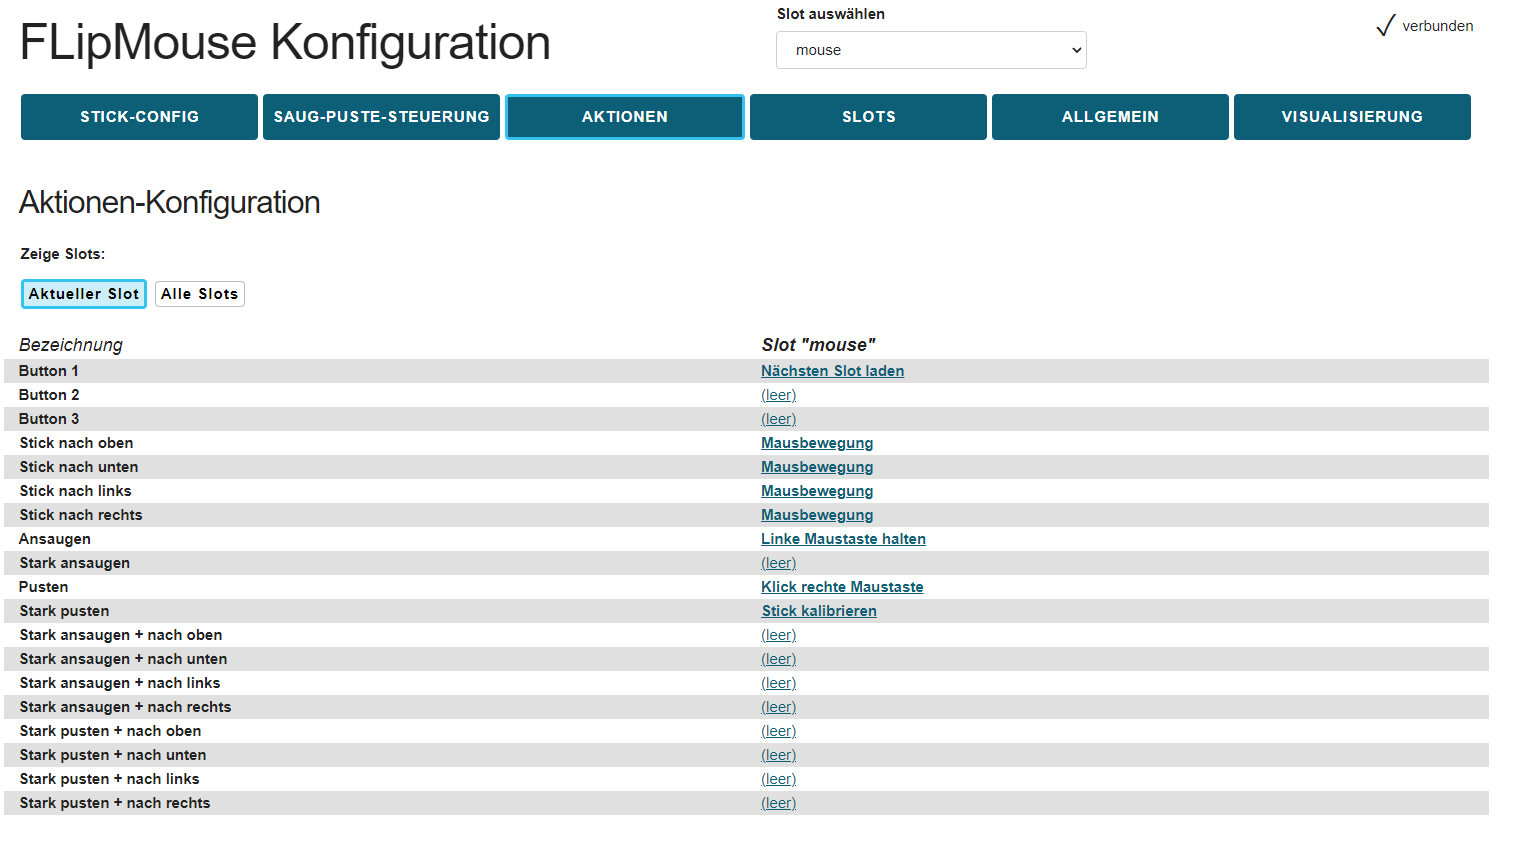 FLipMouse Konfiguration
Slot auswählen
mouse
verbunden
STICK-CONFIG SAUG-PUSTE-STEUERUNG AKTIONEN SLOTS ALLGEMEIN VISUALISIERUNG
Aktionen-Konfiguration
Zeige Slots:
Aktueller Slot Alle Slots
Bezeichnung Slot "mouse"
Button 1 Nächsten Slot laden
Button 2 (leer)
Button 3 (leer)
Stick nach oben Mausbewegung
Stick nach unten Mausbewegung
Stick nach links Mausbewegung
Stick nach rechts Mausbewegung
Ansaugen Linke Maustaste halten
Stark ansaugen (leer)
Pusten Klick rechte Maustaste
Stark pusten Stick kalibrieren
Stark ansaugen + nach oben (leer)
Stark ansaugen + nach unten (leer)
Stark ansaugen + nach links (leer)
Stark ansaugen + nach rechts (leer)
Stark pusten + nach oben (leer)
Stark pusten + nach unten (leer)
Stark pusten + nach links (leer)
Stark pusten + nach rechts (leer)